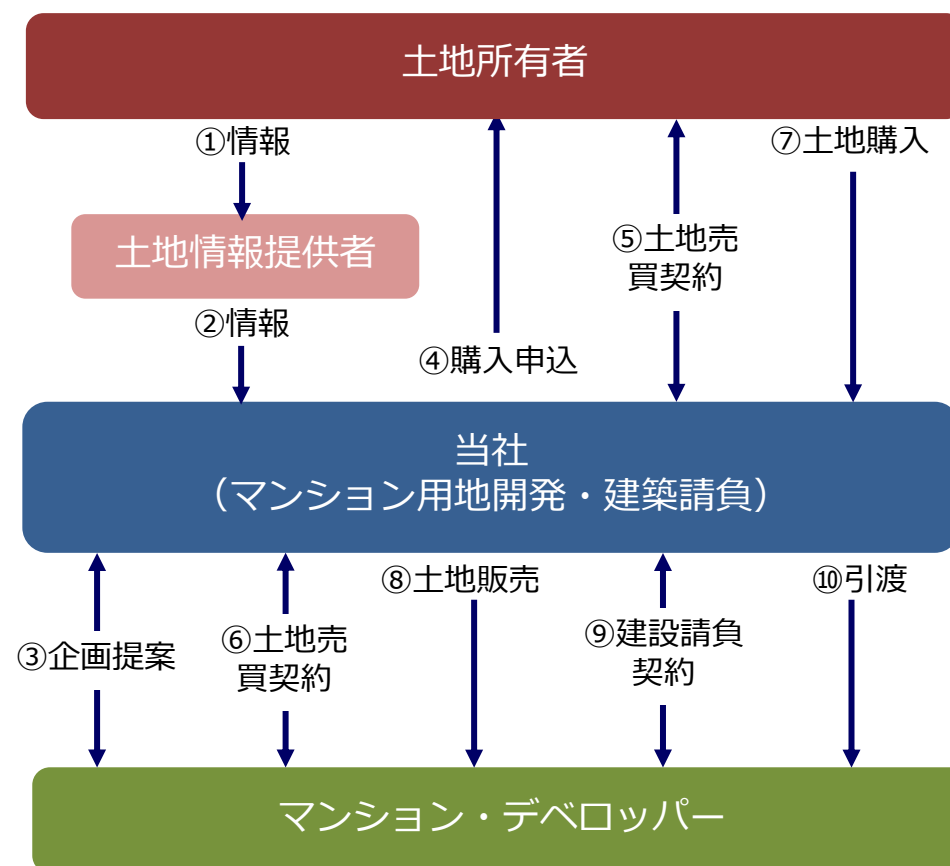 土地所有者
①情報
⑦土地購入
土地情報提供者
⑤土地売
買契約
②情報
④購入申込
当社
（マンション用地開発・建築請負）
⑧土地販売
⑩引渡
③企画提案
⑥土地売
買契約
⑨建設請負
契約
マンション・デベロッパー